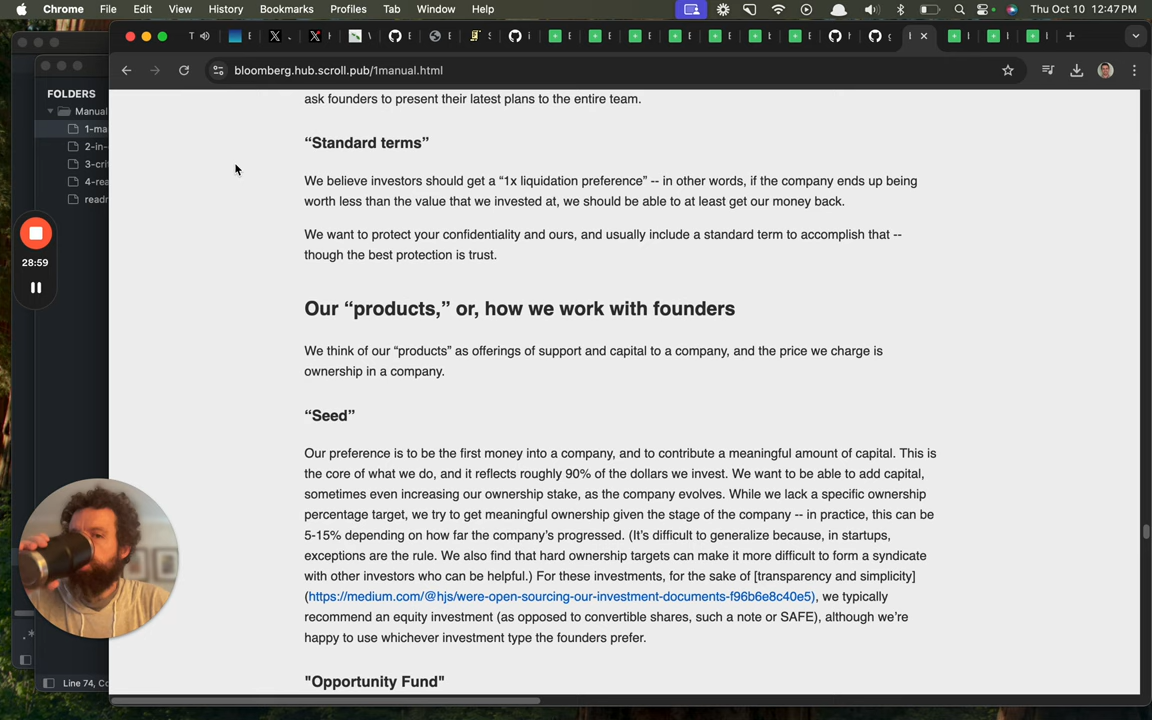 Chrome File Edit View History Bookmarks Profiles Tab Window Help Thu Oct 10 12:47 PM
bloomberg.hub.scroll.pub/1manual.html
FOLDERS
Manual
1-ma
2-in-
3-crit
4-rea
readr
28:59
ask founders to present their latest plans to the entire team.
“Standard terms”
We believe investors should get a “1x liquidation preference” -- in other words, if the company ends up being
worth less than the value that we invested at, we should be able to at least get our money back.
We want to protect your confidentiality and ours, and usually include a standard term to accomplish that --
though the best protection is trust.
Our “products,” or, how we work with founders
We think of our “products” as offerings of support and capital to a company, and the price we charge is
ownership in a company.
“Seed”
Our preference is to be the first money into a company, and to contribute a meaningful amount of capital. This is
the core of what we do, and it reflects roughly 90% of the dollars we invest. We want to be able to add capital,
sometimes even increasing our ownership stake, as the company evolves. While we lack a specific ownership
percentage target, we try to get meaningful ownership given the stage of the company -- in practice, this can be
5-15% depending on how far the company’s progressed. (It’s difficult to generalize because, in startups,
exceptions are the rule. We also find that hard ownership targets can make it more difficult to form a syndicate
with other investors who can be helpful.) For these investments, for the sake of [transparency and simplicity]
(https://medium.com/@hjs/were-open-sourcing-our-investment-documents-f96b6e8c40e5), we typically
recommend an equity investment (as opposed to convertible shares, such a note or SAFE), although we’re
happy to use whichever investment type the founders prefer.
"Opportunity Fund"
Line 74, Co